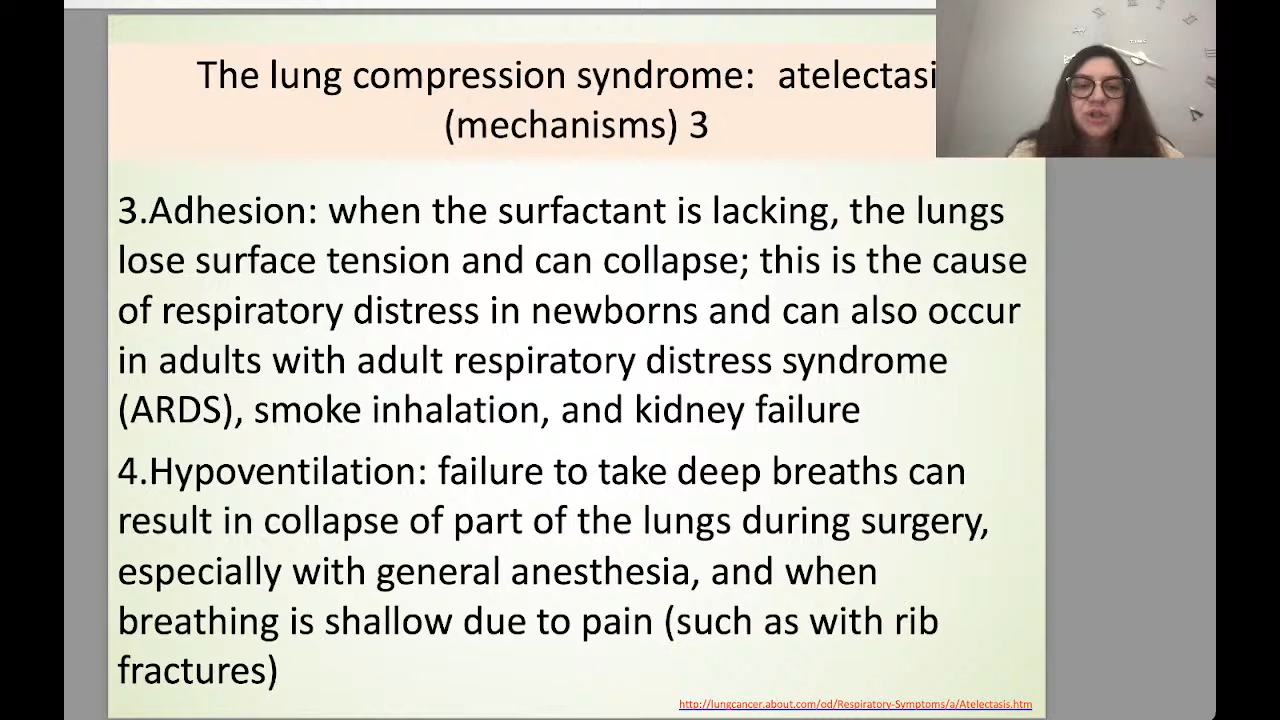 The lung compression syndrome: atelectasi
(mechanisms) 3
3.Adhesion: when the surfactant is lacking, the lungs
lose surface tension and can collapse; this is the cause
of respiratory distress in newborns and can also occur
in adults with adult respiratory distress syndrome
(ARDS), smoke inhalation, and kidney failure
4.Hypoventilation: failure to take deep breaths can
result in collapse of part of the lungs during surgery,
especially with general anesthesia, and when
breathing is shallow due to pain (such as with rib
fractures)
http://lungcancer.about.com/od/Respiratory-Symptoms/a/Atelectasis.htm